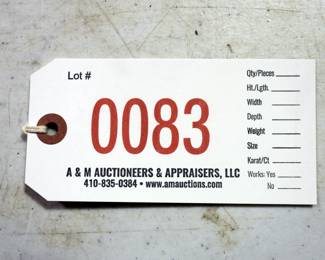 Lot #
0083
A & M AUCTIONEERS & APPRAISERS, LLC
410-835-0384 • www.amauctions.com
Qty/Pieces
Ht./Lgth.
Width
Depth
Weight
Size
Karat/Ct
Works: Yes
No